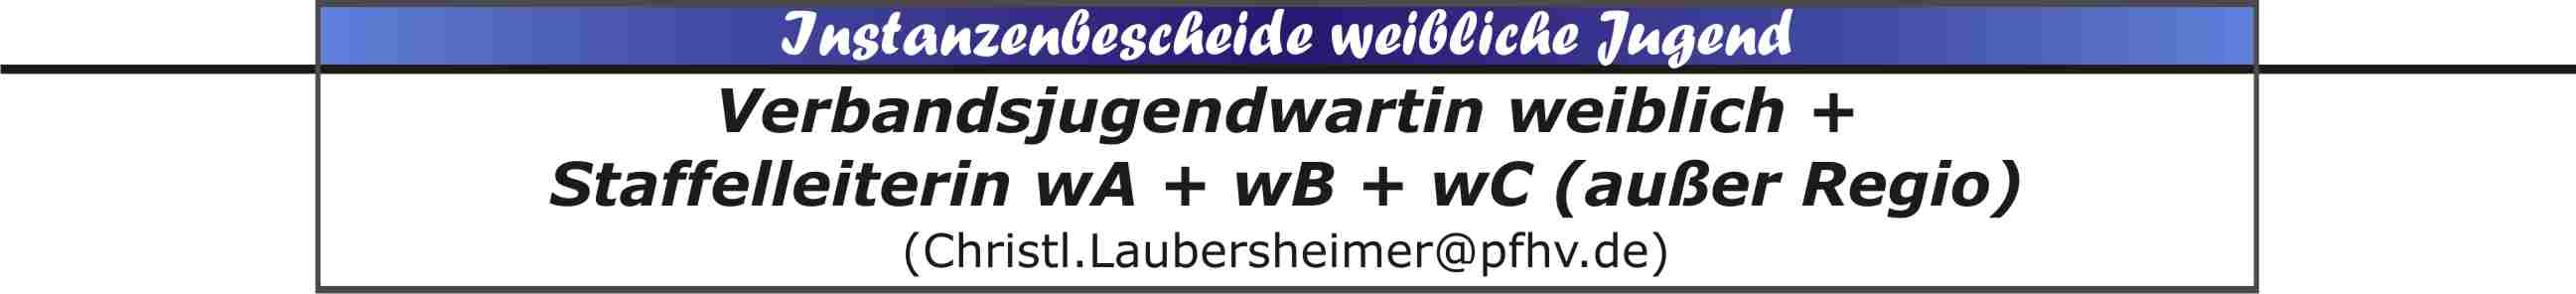 Instanzenbescheide weibliche Jugend
Verbandsjugendwartin weiblich +
Staffelleiterin wA + wB + wC (außer Regio)
(Christl.Laubersheimer@pfhv.de)